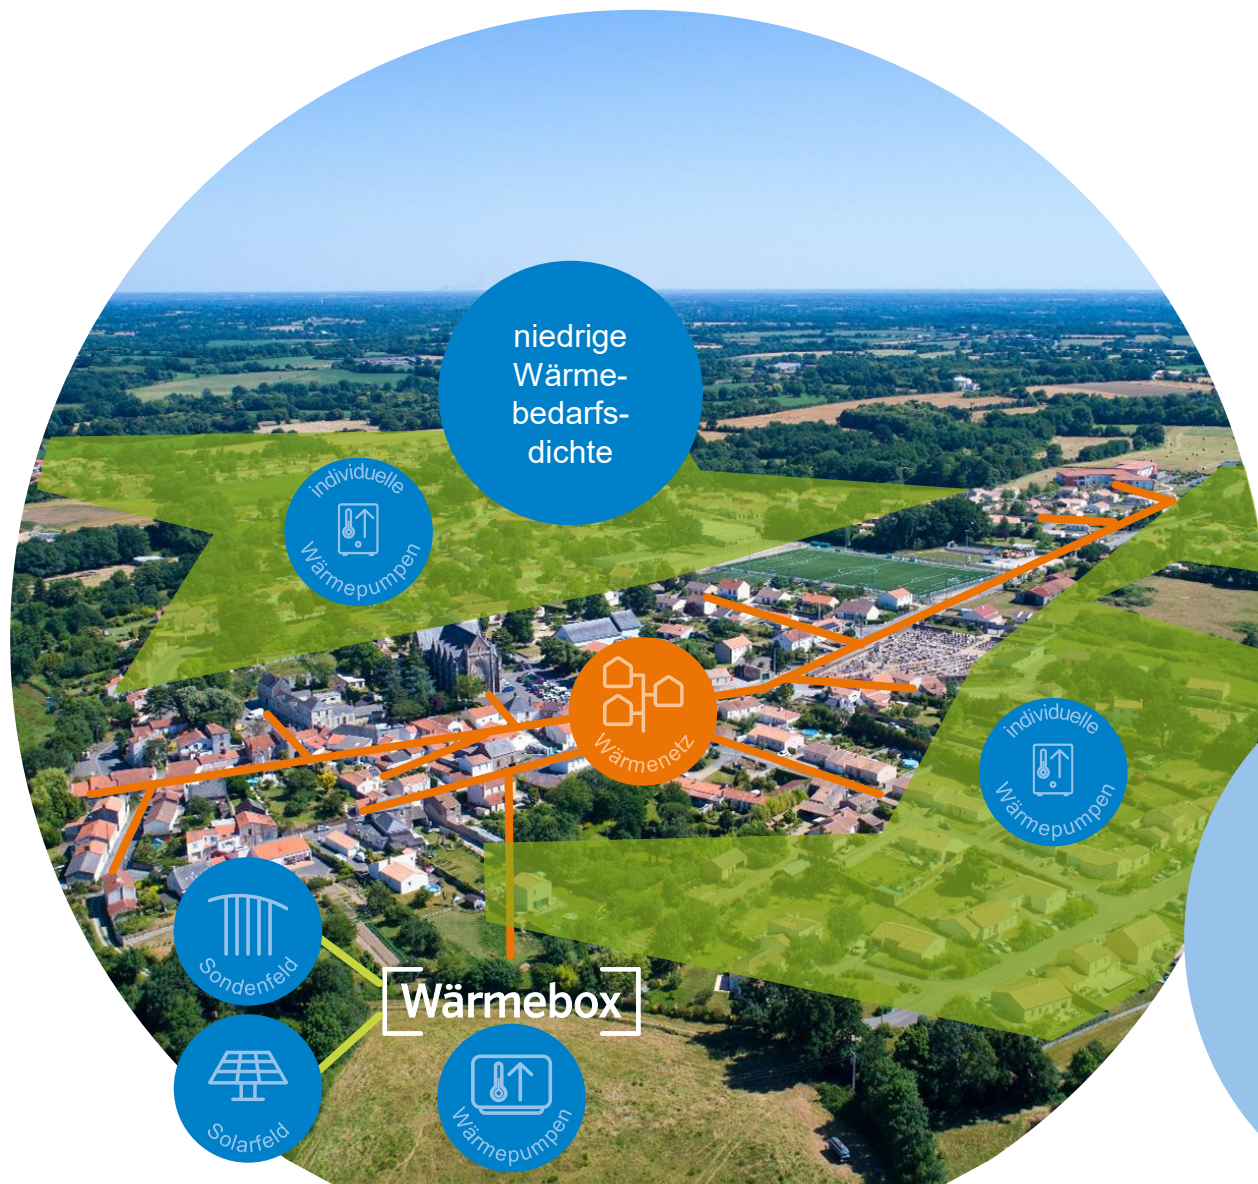 niedrige
Wärme-
bedarfs-
dichte
individuelle
Wärmepumpen
Wärmenetz
individuelle
Wärmepumpen
Sondenfeld
Wärmebox
Solarfeld
Wärmepumpen